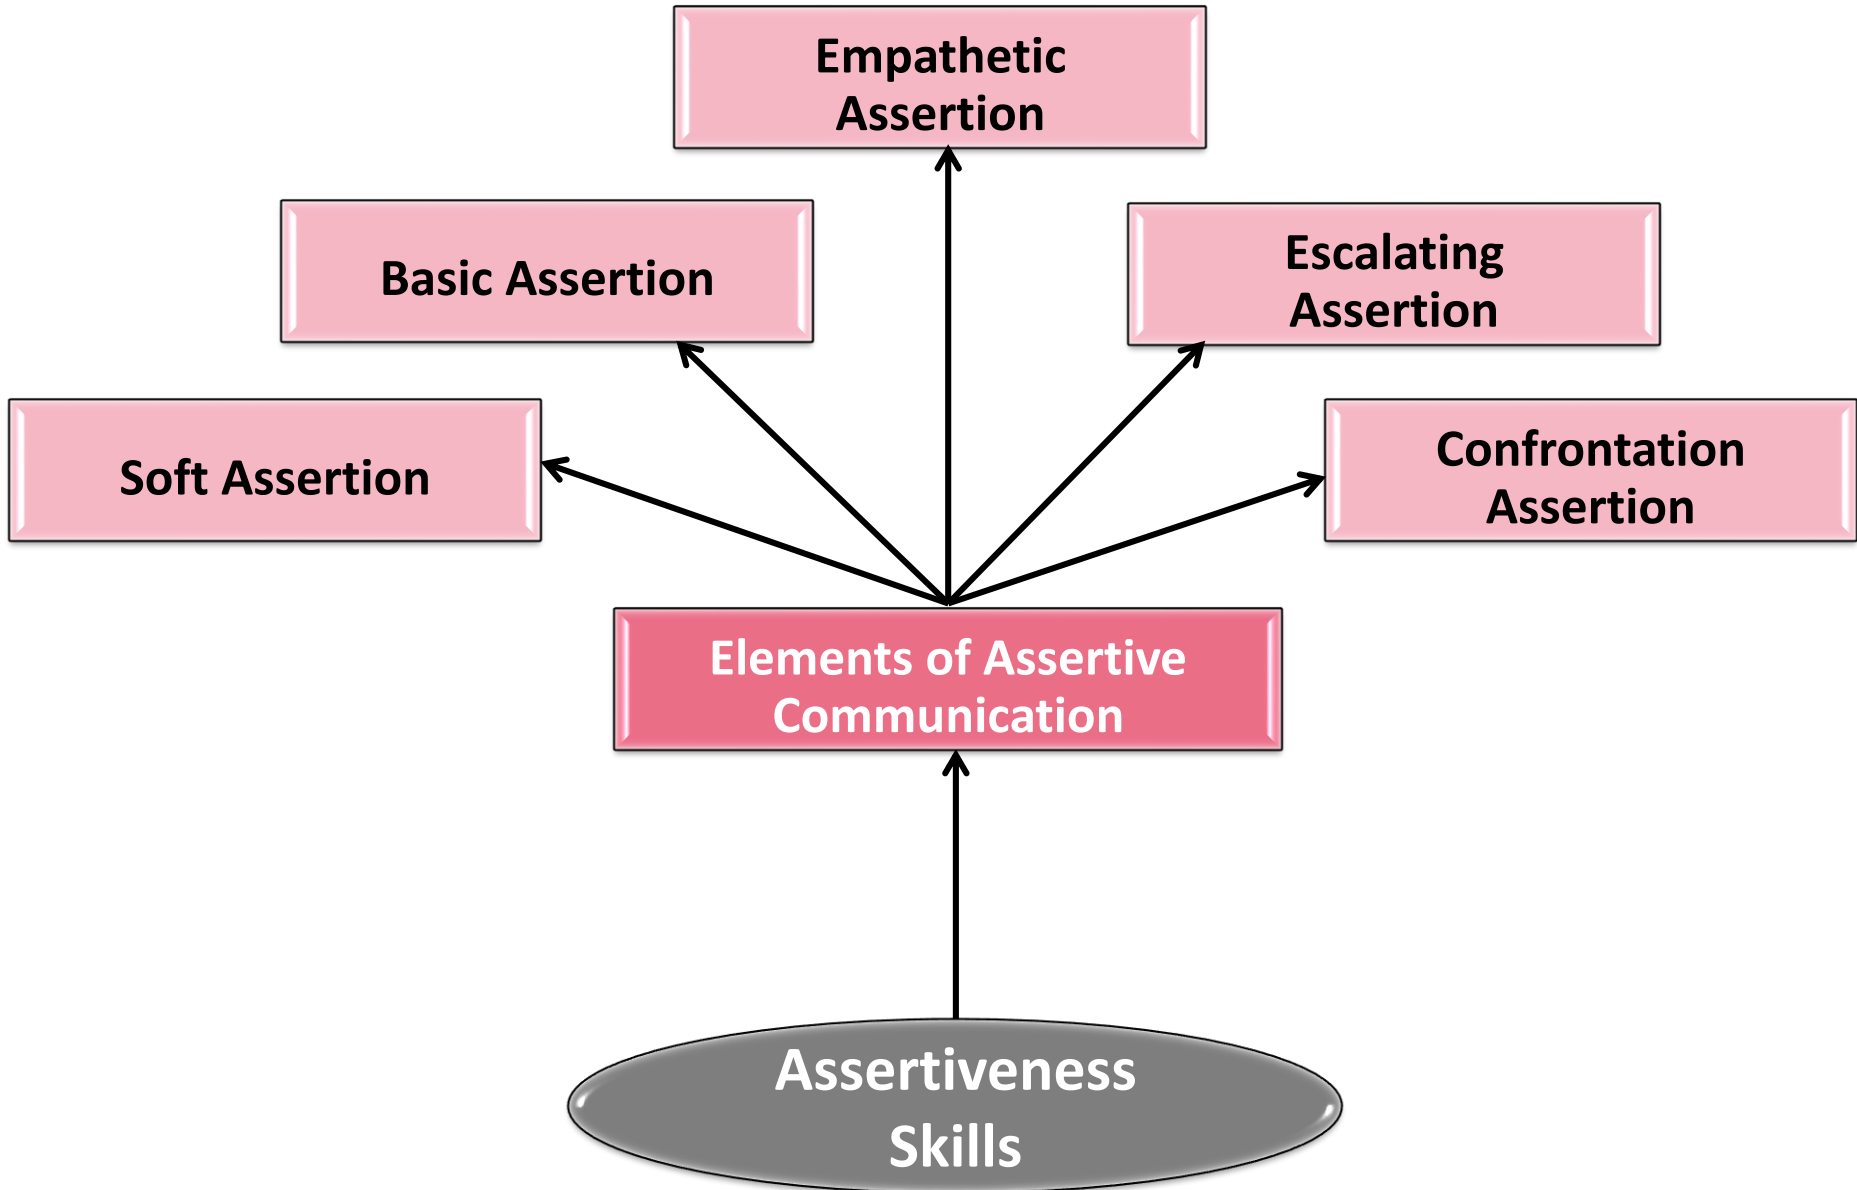 Empathetic
Assertion
Basic Assertion
Escalating
Assertion
Soft Assertion
Confrontation
Assertion
Elements of Assertive
Communication
Assertiveness
Skills